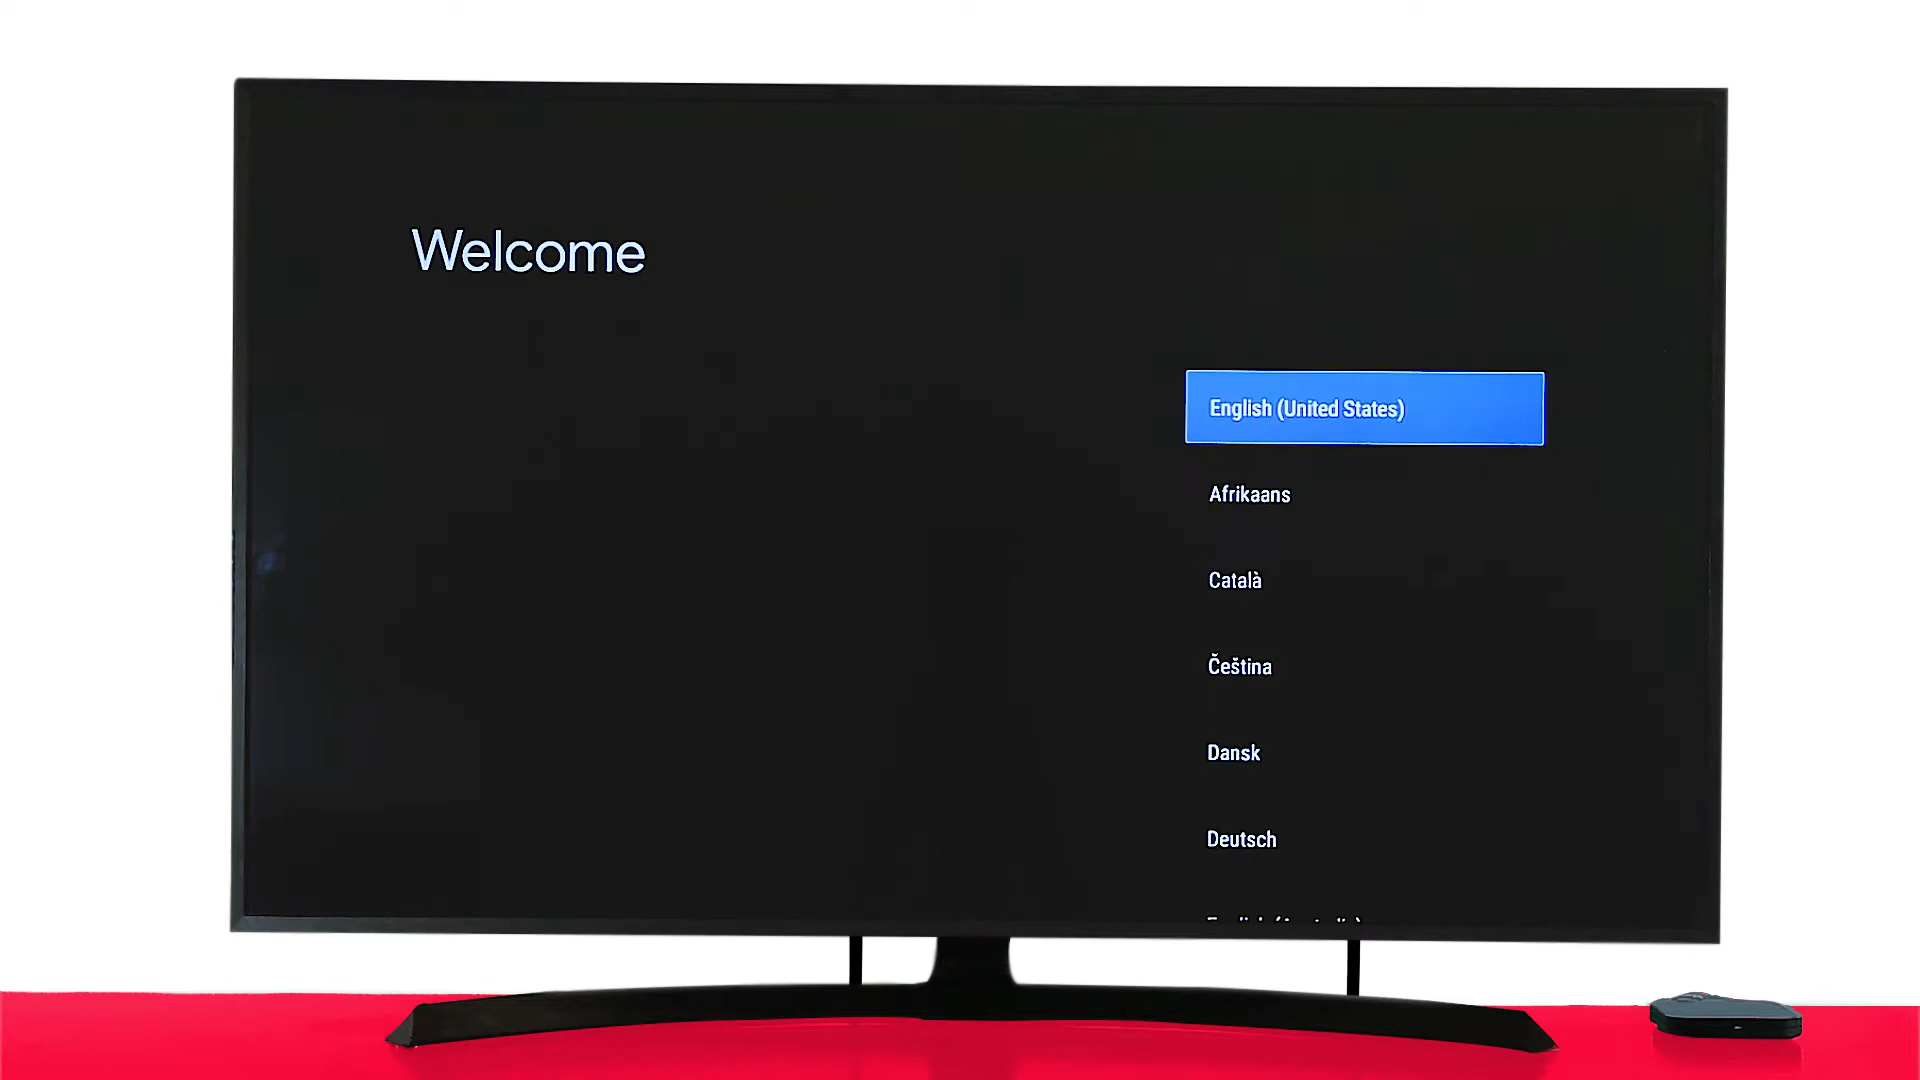 Welcome
English (United States)
Afrikaans
Català
Čeština
Dansk
Deutsch